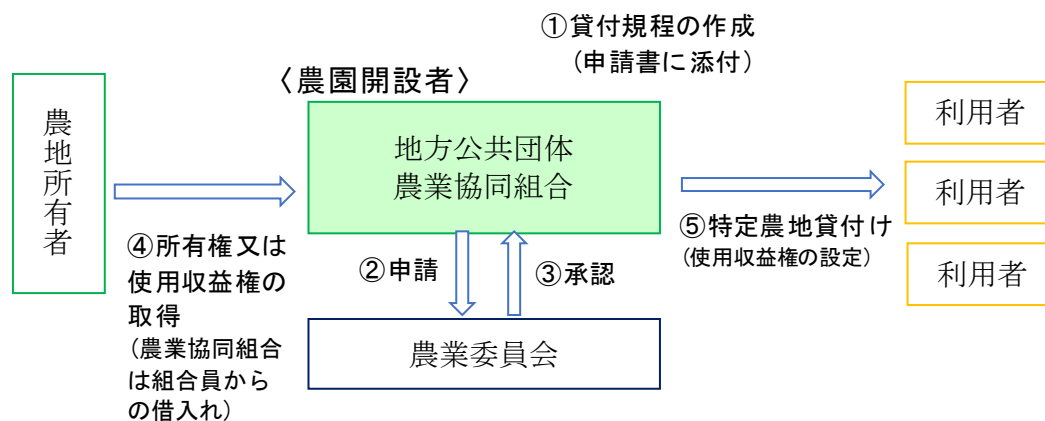 ①貸付規程の作成
（申請書に添付）
〈農園開設者〉
農地所有者
地方公共団体
農業協同組合
利用者
利用者
利用者
④所有権又は
使用収益権の
取得
（農業協同組合
は組合員から
の借入れ）
②申請
③承認
⑤特定農地貸付け
（使用収益権の設定）
農業委員会